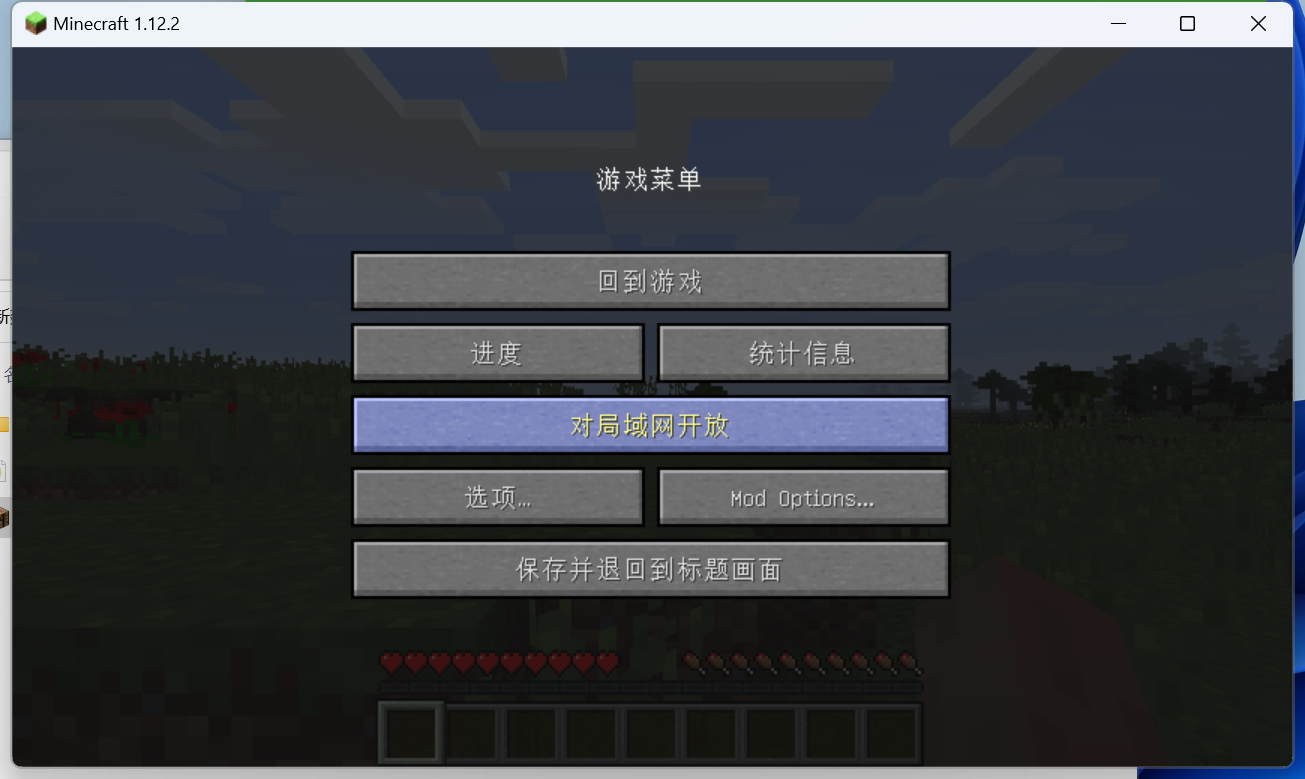 Minecraft 1.12.2
游戏菜单
回到游戏
进度
统计信息
对局域网开放
选项...
Mod Options...
保存并退回到标题画面